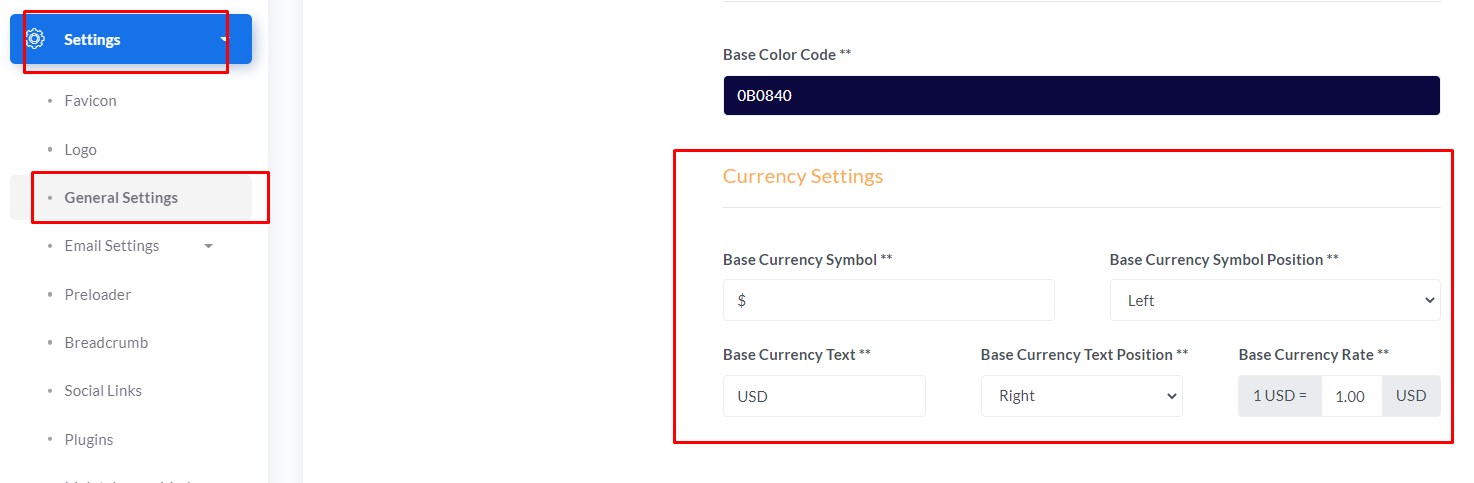 Settings
Favicon
Logo
General Settings
Email Settings
Preloader
Breadcrumb
Social Links
Plugins
Base Color Code **
0B0840
Currency Settings
Base Currency Symbol **
$
Base Currency Symbol Position **
Left
Base Currency Text **
USD
Base Currency Text Position **
Right
Base Currency Rate **
1 USD = 1.00 USD